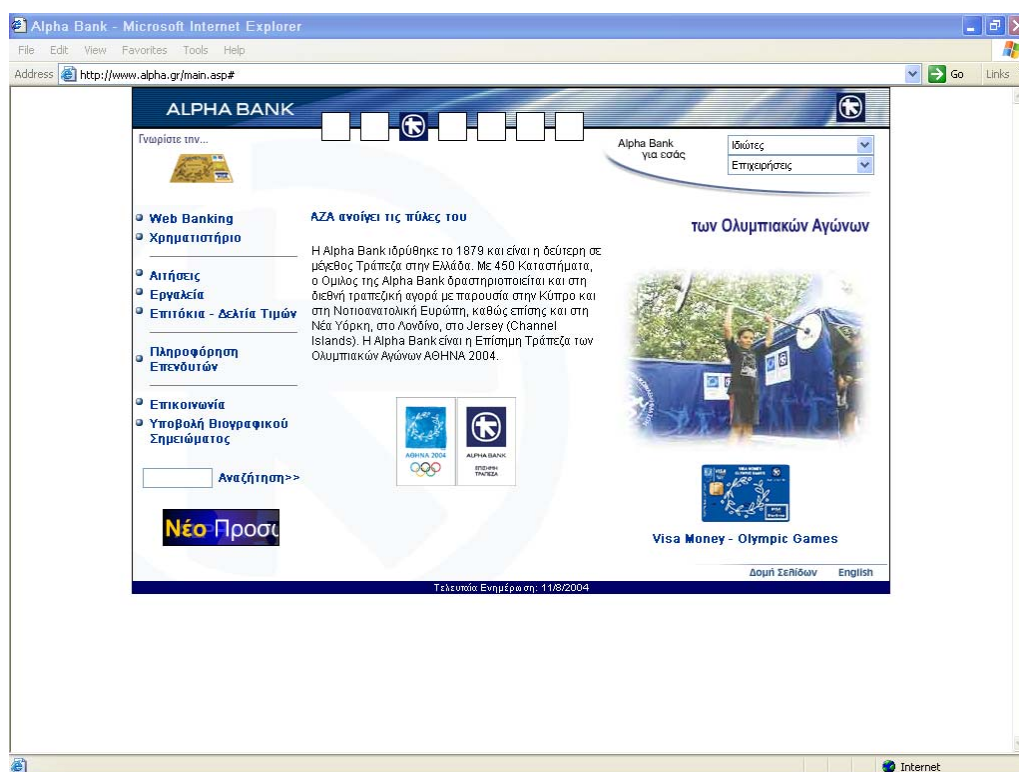 Alpha Bank - Microsoft Internet Explorer
File Edit View Favorites Tools Help
Address http://www.alpha.gr/main.asp# Go Links
ALPHA BANK
Γνωρίστε την...
Alpha Bank
για εσάς
Ιδιώτες
Επιχειρήσεις
Web Banking
Χρηματιστήριο
Αιτήσεις
Εργαλεία
Επιτόκια - Δελτία Τιμών
Πληροφόρηση
Επενδυτών
Επικοινωνία
Υποβολή Βιογραφικού
Σημειώματος
Αναζήτηση>>
Νέο Προσι
ΑΖΑ ανοίγει τις πύλες του
Η Alpha Bank ιδρύθηκε το 1879 και είναι η δεύτερη σε
μέγεθος Τράπεζα στην Ελλάδα. Με 450 Καταστήματα,
ο Ομιλος της Alpha Bank δραστηριοποιείται και στη
διεθνή τραπεζική αγορά με παρουσία στην Κύπρο και
στη Νοτιοανατολική Ευρώπη, καθώς επίσης και στη
Νέα Υόρκη, στο Λονδίνο, στο Jersey (Channel
Islands). Η Alpha Bank είναι η Επίσημη Τράπεζα των
Ολυμπιακών Αγώνων ΑΘΗΝΑ 2004.
ΑΘΗΝΑ 2004
ALPHA BANK
ΕΠΙΣΗΜΗ
ΤΡΑΠΕΖΑ
των Ολυμπιακών Αγώνων
Visa Money - Olympic Games
Δομή Σελίδων English
Τελευταία Ενημέρωση: 11/8/2004
Internet